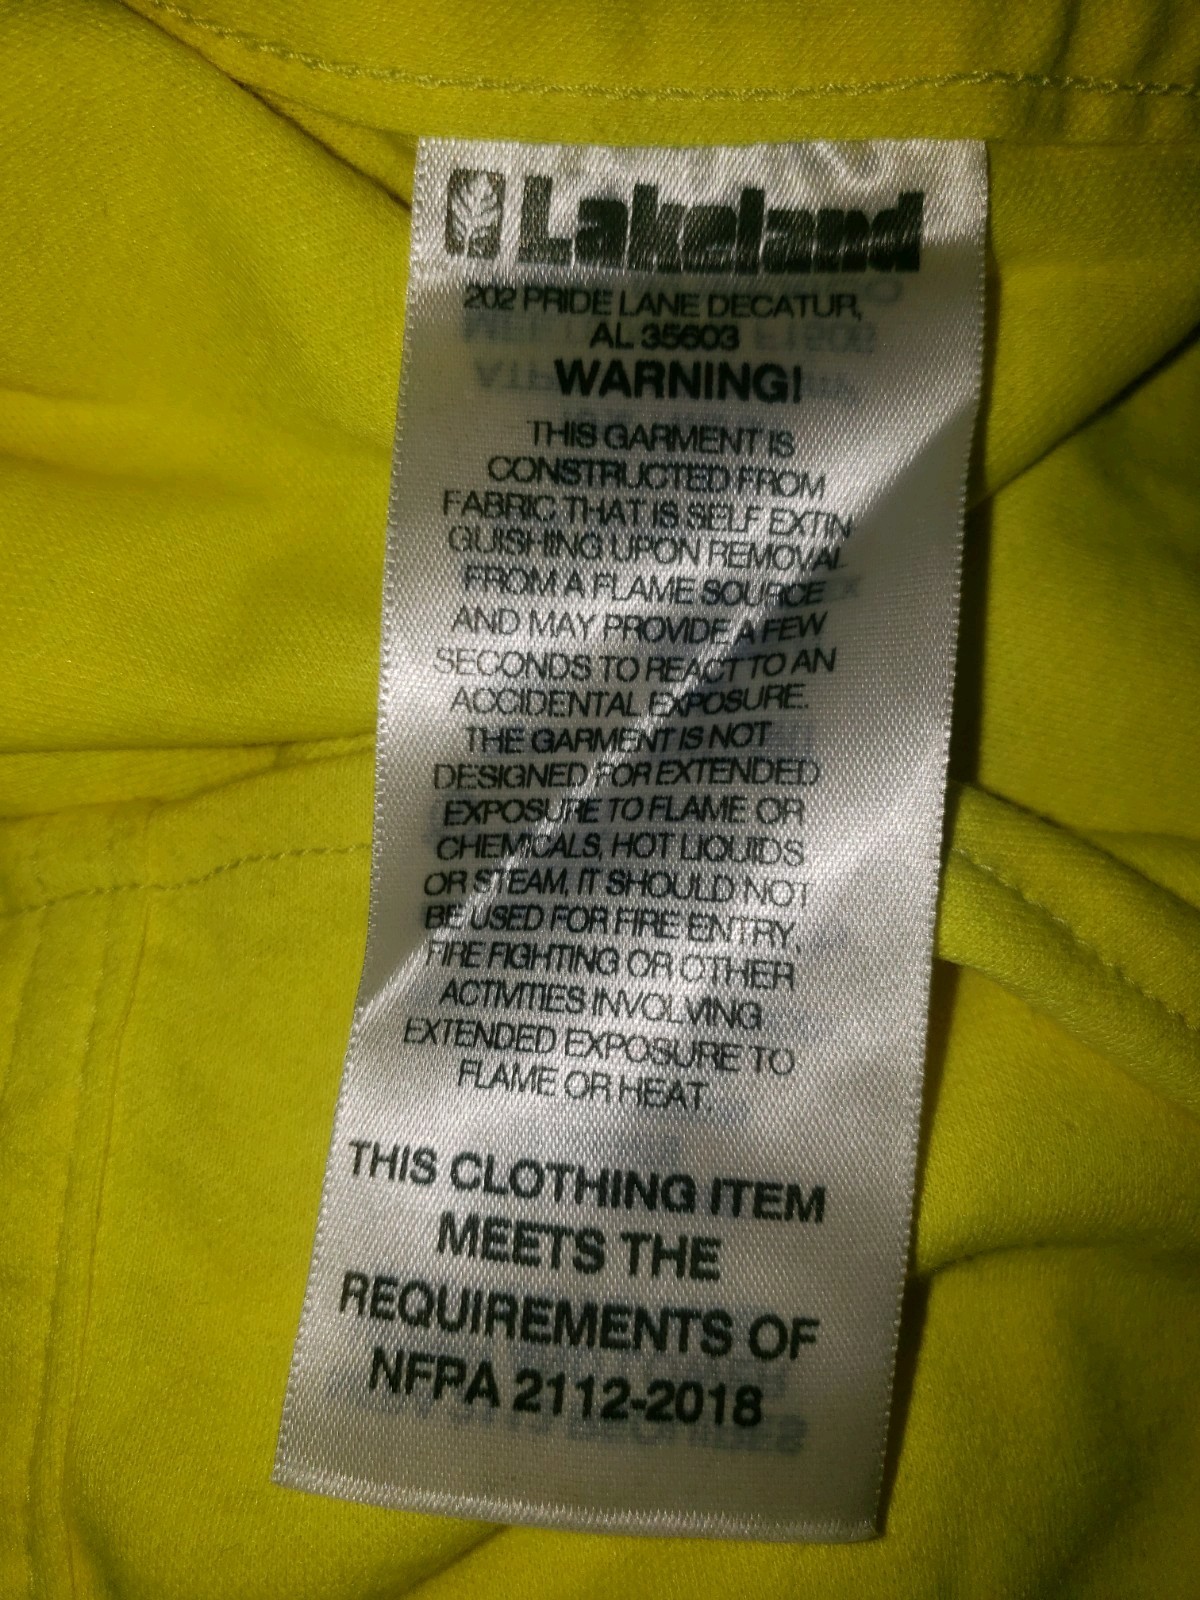 Lakeland
202 PRIDE LANE DECATUR,
AL 35603
WARNING!
THIS GARMENT IS
CONSTRUCTED FROM
FABRIC THAT IS SELF EXTIN
GUISHING UPON REMOVAL
FROM A FLAME SOURCE
AND MAY PROVIDE A FEW
SECONDS TO REACT TO AN
ACCIDENTAL EXPOSURE.
THE GARMENT IS NOT
DESIGNED FOR EXTENDED
EXPOSURE TO FLAME OR
CHEMICALS, HOT LIQUIDS
OR STEAM, IT SHOULD NOT
BE USED FOR FIRE ENTRY,
FIRE FIGHTING OR OTHER
ACTIVITIES INVOLVING
EXTENDED EXPOSURE TO
FLAME OR HEAT.
THIS CLOTHING ITEM
MEETS THE
REQUIREMENTS OF
NFPA 2112-2018